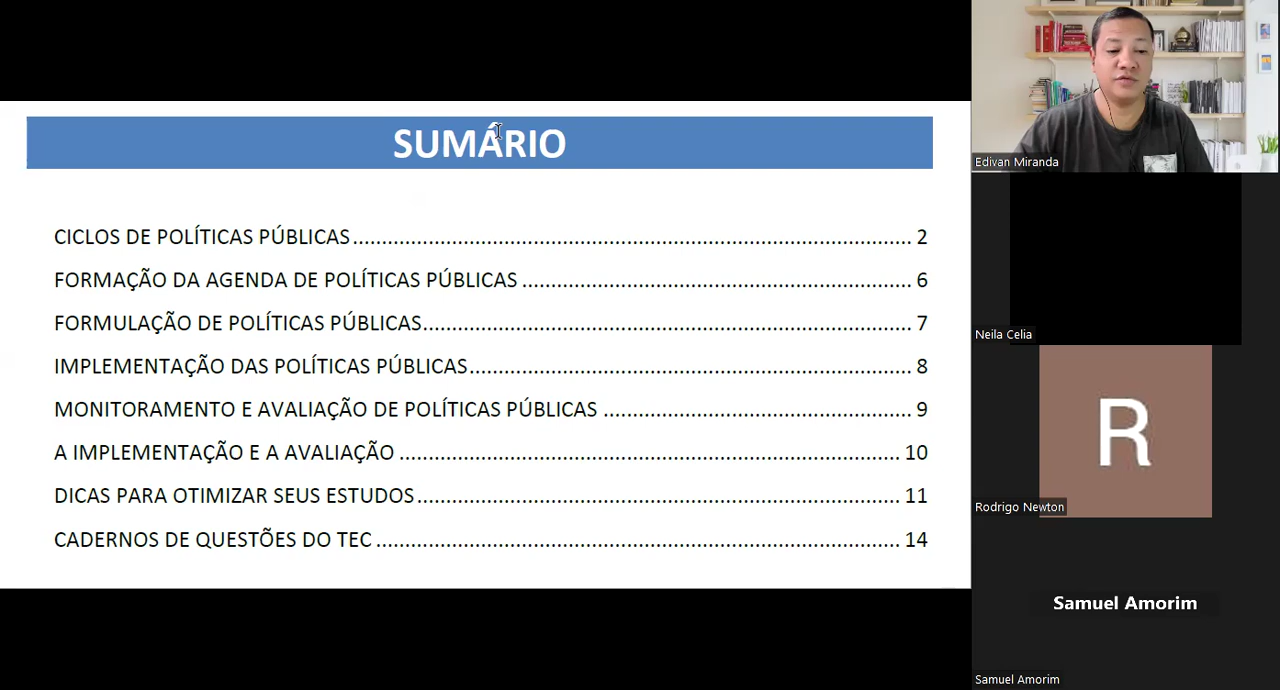 SUMÁRIO
CICLOS DE POLÍTICAS PÚBLICAS ... 2
FORMAÇÃO DA AGENDA DE POLÍTICAS PÚBLICAS ... 6
FORMULAÇÃO DE POLÍTICAS PÚBLICAS ... 7
IMPLEMENTAÇÃO DAS POLÍTICAS PÚBLICAS ... 8
MONITORAMENTO E AVALIAÇÃO DE POLÍTICAS PÚBLICAS ... 9
A IMPLEMENTAÇÃO E A AVALIAÇÃO ... 10
DICAS PARA OTIMIZAR SEUS ESTUDOS ... 11
CADERNOS DE QUESTÕES DO TEC ... 14
Edivan Miranda
Neila Celia
R
Rodrigo Newton
Samuel Amorim
Samuel Amorim